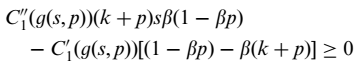 C₁″(g(s, p))(k + p)sβ(1 − βp)
− C₁′(g(s, p))[(1 − βp) − β(k + p)] ≥ 0